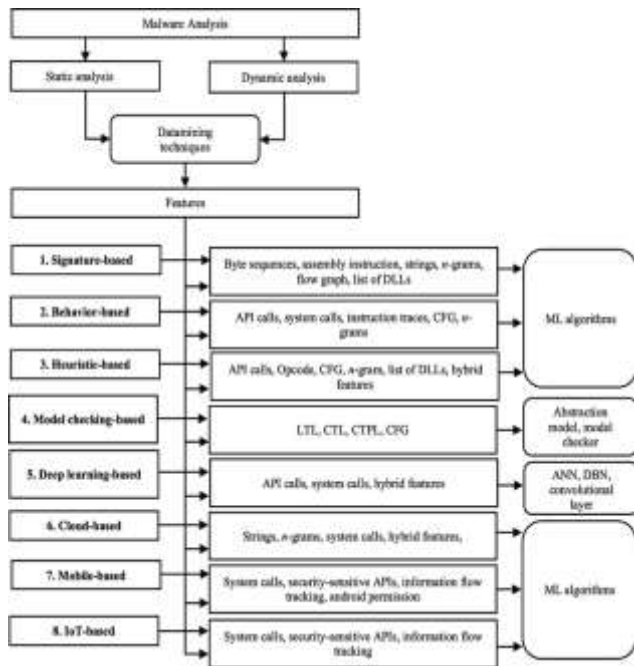 Malware Analysis
Static analysis
Dynamic analysis
Datamining
techniques
Features
1. Signature-based
Byte sequences, assembly instruction, strings, n-grams,
flow graph, list of DLLs
2. Behavior-based
API calls, system calls, instruction traces, CFG, n-
grams
ML algorithms
3. Heuristic-based
API calls, Opcode, CFG, n-gram, list of DLLs, hybrid
features
4. Model checking-based
LTL, CTL, CTPL, CFG
Abstraction
model, model
checker
5. Deep learning-based
API calls, system calls, hybrid features
ANN, DBN,
convolutional
layer
6. Cloud-based
Strings, n-grams, system calls, hybrid features,
7. Mobile-based
System calls, security-sensitive APIs, information flow
tracking, android permission
ML algorithms
8. IoT-based
System calls, security-sensitive APIs, information flow
tracking